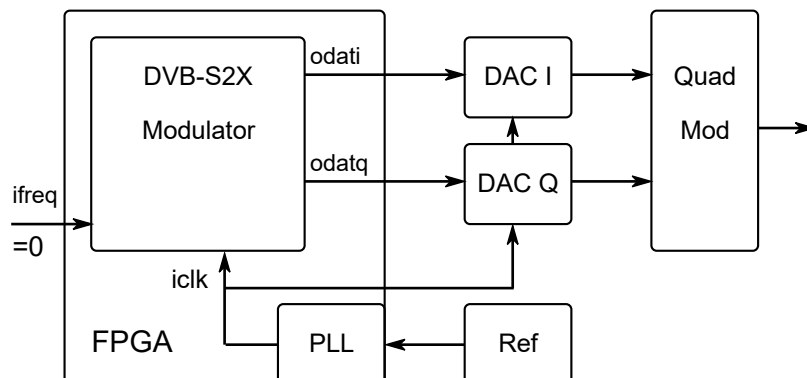 DVB-S2X
Modulator
odati
odatq
DAC I
DAC Q
Quad
Mod
ifreq
=0
iclk
FPGA
PLL
Ref